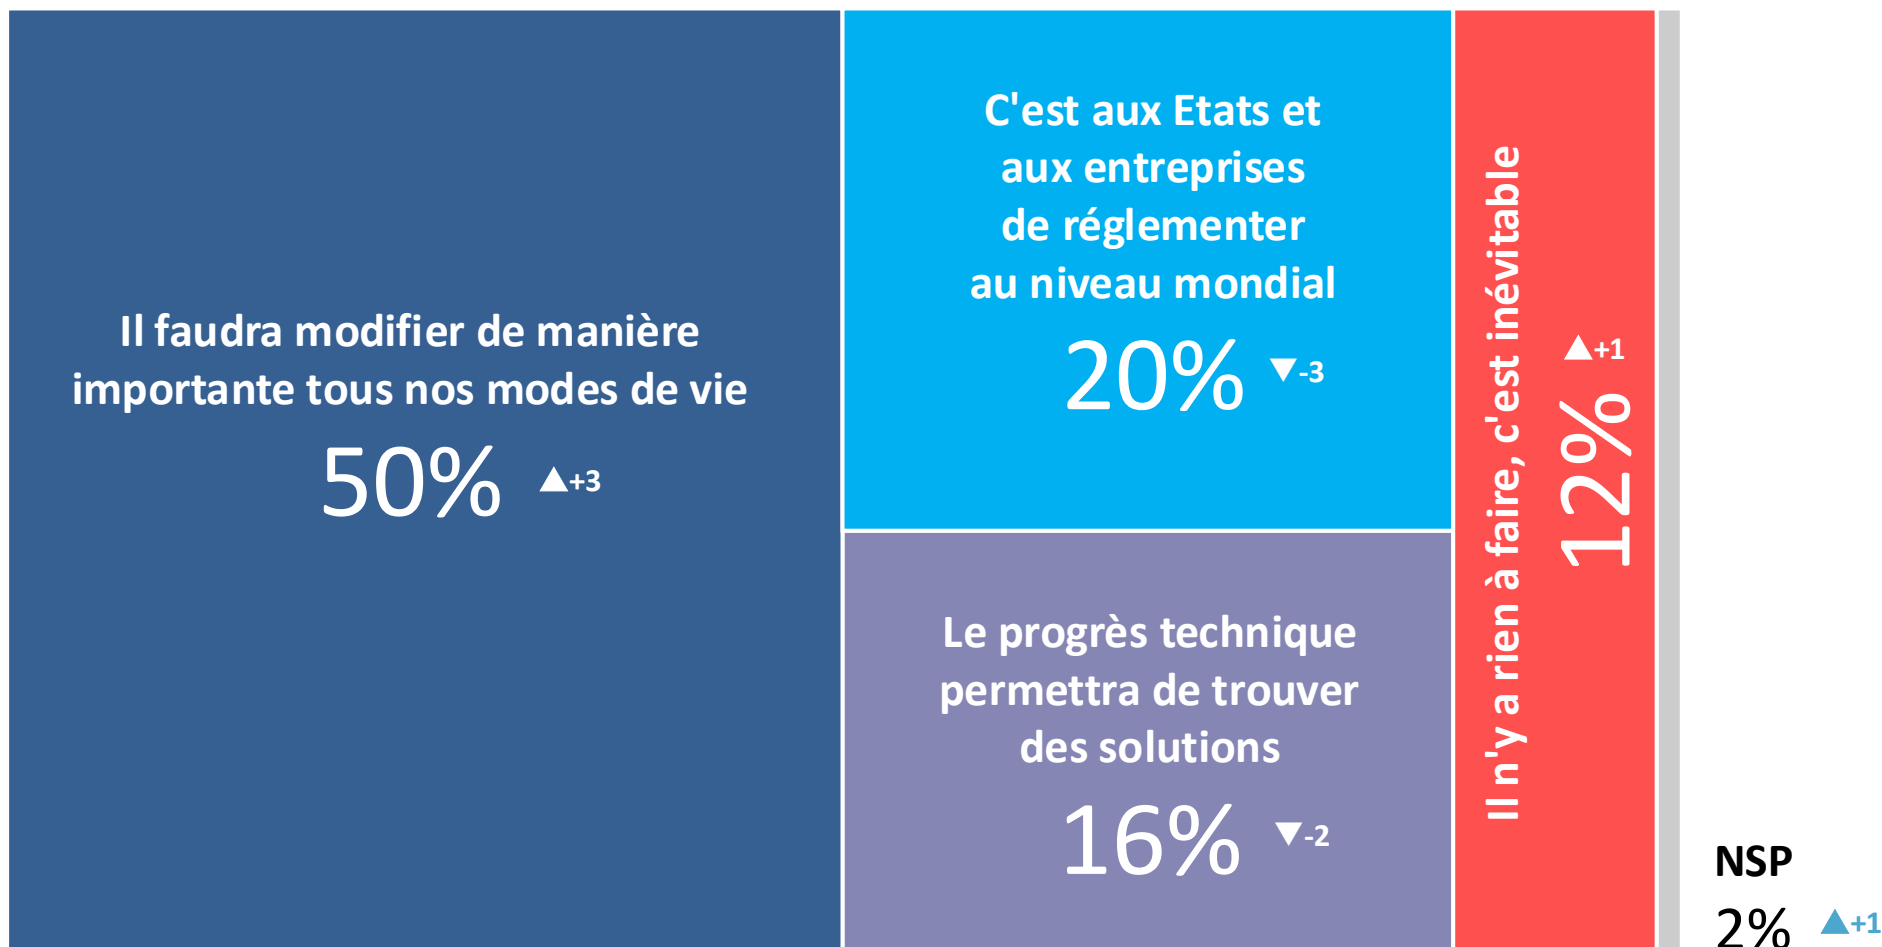 Il faudra modifier de manière
importante tous nos modes de vie
50% ▲+3
C'est aux Etats et
aux entreprises
de réglementer
au niveau mondial
20% ▼-3
Le progrès technique
permettra de trouver
des solutions
16% ▼-2
Il n'y a rien à faire, c'est inévitable
12% ▲+1
NSP
2% ▲+1